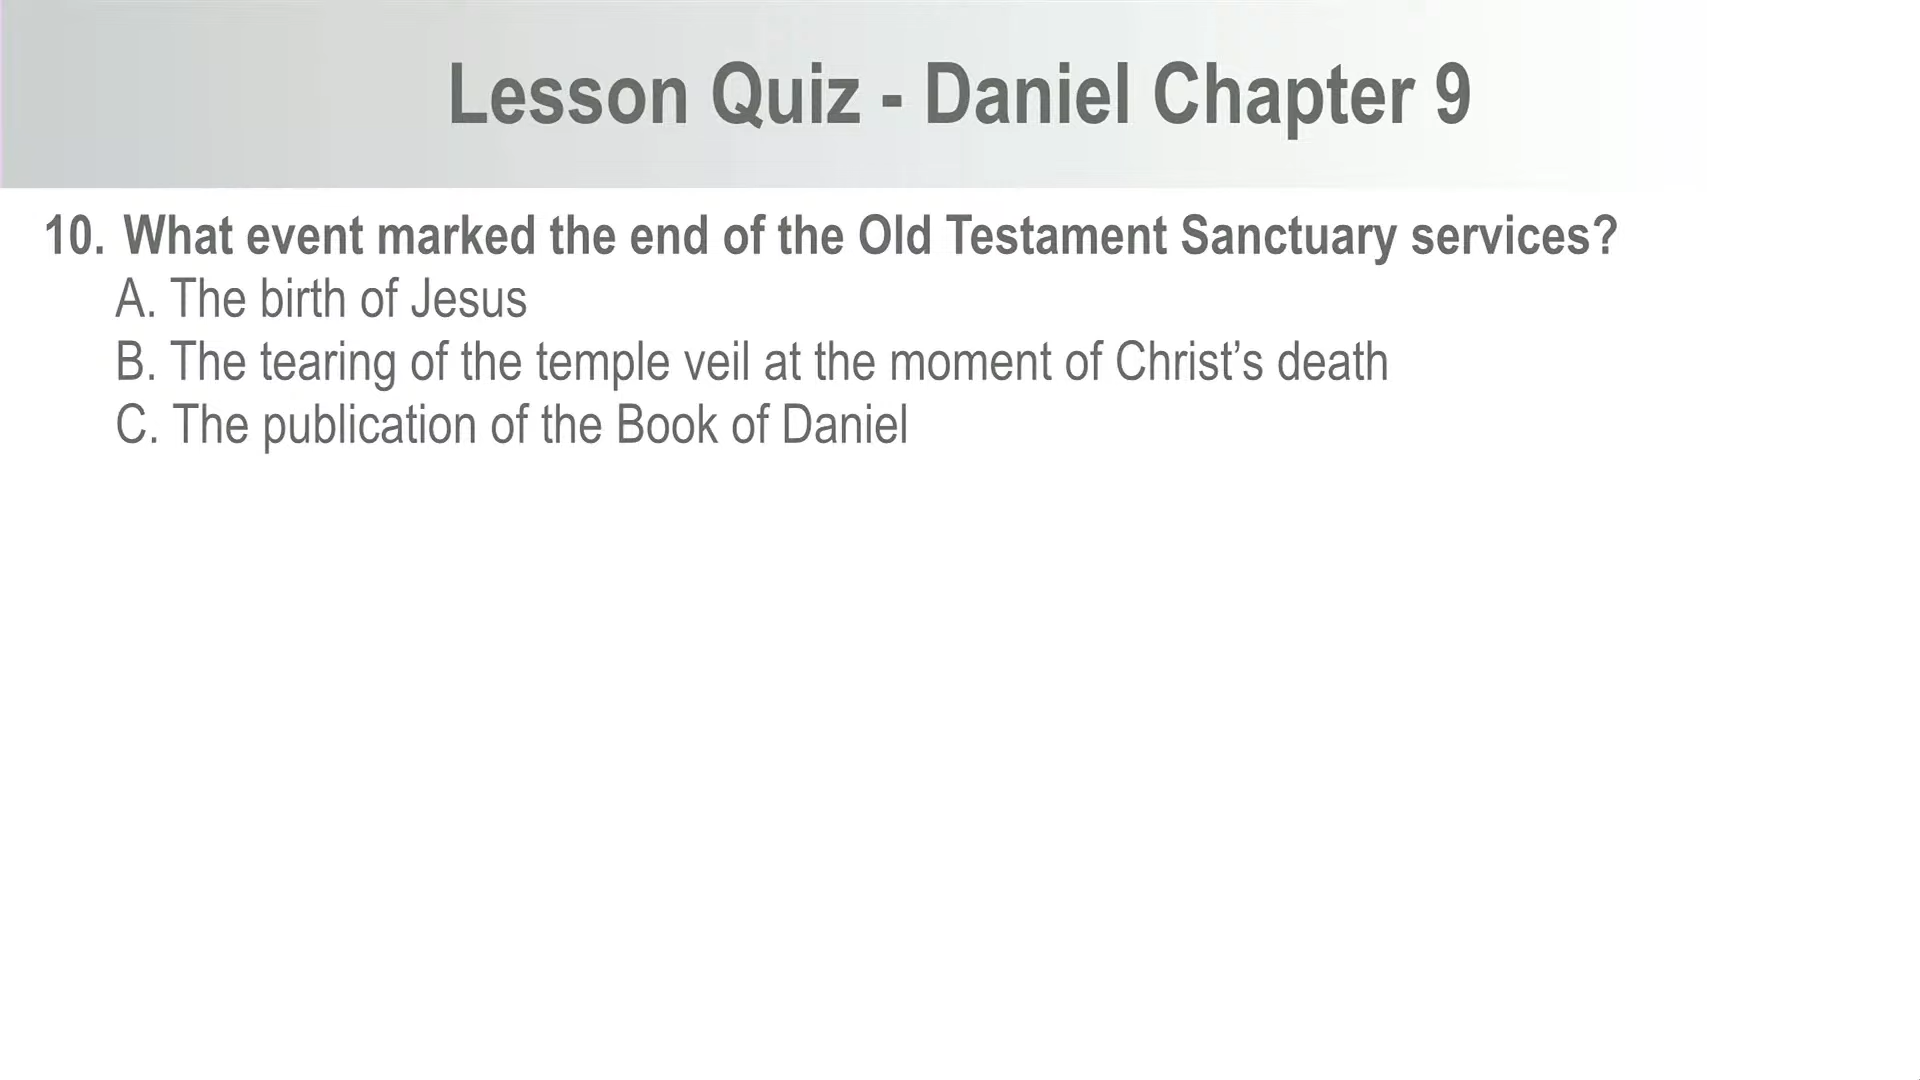 Lesson Quiz - Daniel Chapter 9
10. What event marked the end of the Old Testament Sanctuary services?
A. The birth of Jesus
B. The tearing of the temple veil at the moment of Christ’s death
C. The publication of the Book of Daniel